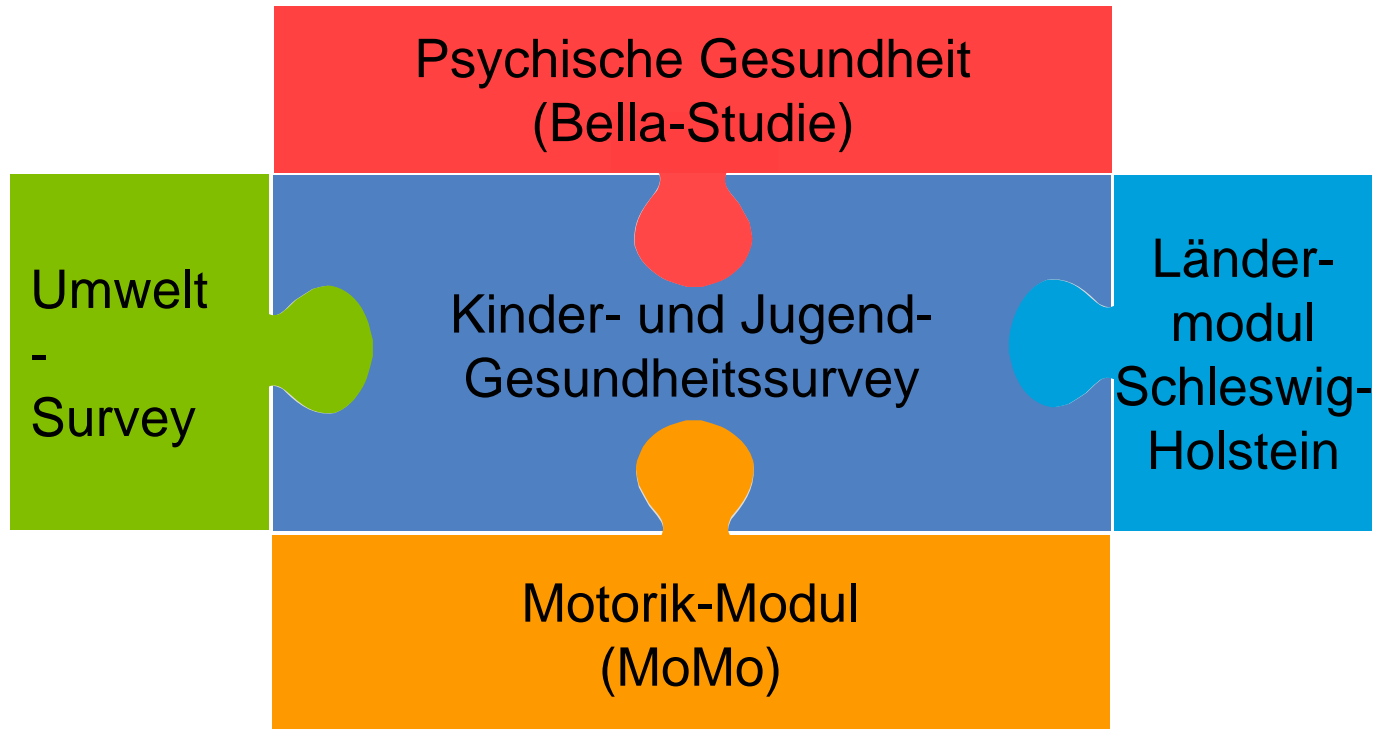 Psychische Gesundheit
(Bella-Studie)
Umwelt
-
Survey
Kinder- und Jugend-
Gesundheitssurvey
Länder-
modul
Schleswig-
Holstein
Motorik-Modul
(MoMo)